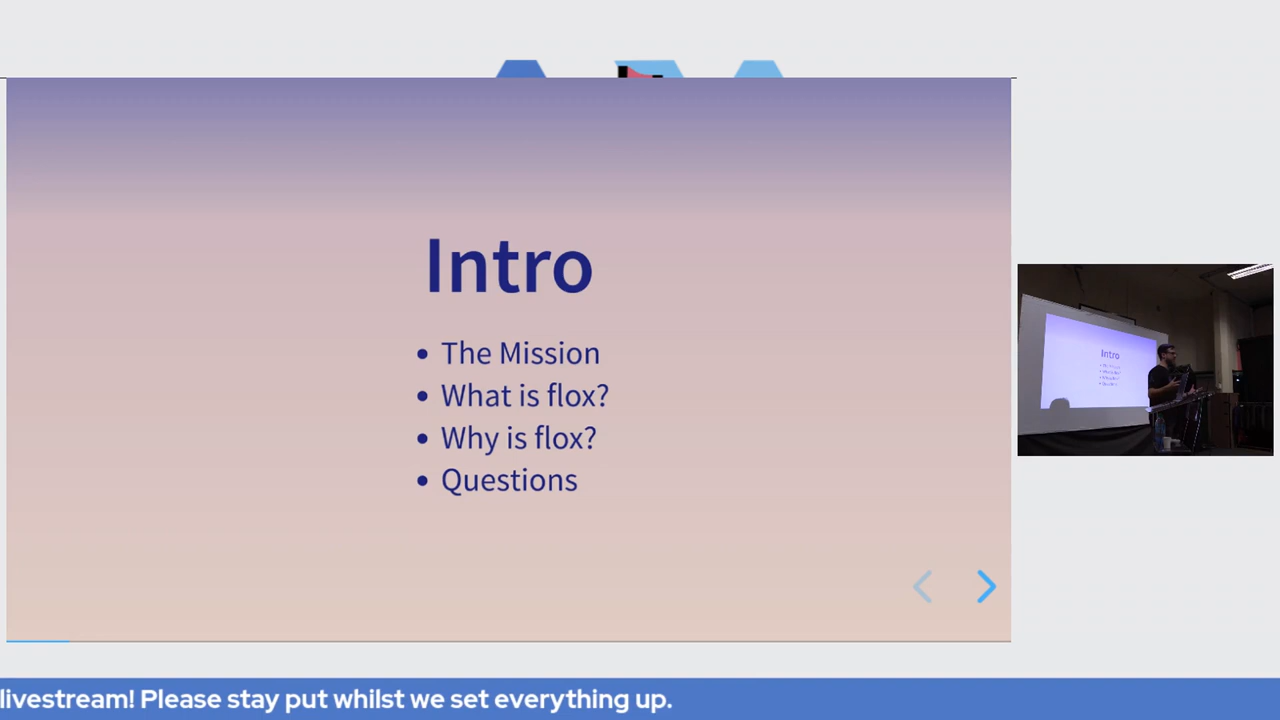 Intro
The Mission
What is flox?
Why is flox?
Questions
Intro
livestream! Please stay put whilst we set everything up.